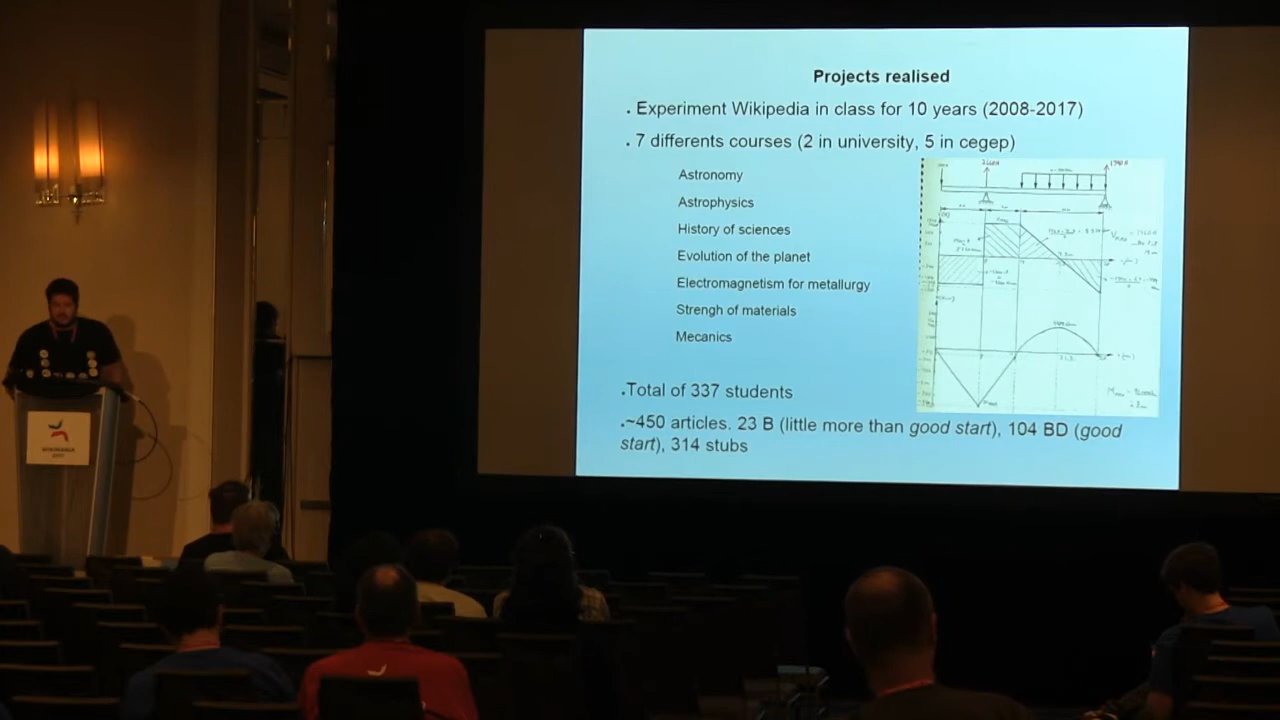 Projects realised
. Experiment Wikipedia in class for 10 years (2008-2017)
. 7 differents courses (2 in university, 5 in cegep)
Astronomy
Astrophysics
History of sciences
Evolution of the planet
Electromagnetism for metallurgy
Strengh of materials
Mecanics
.Total of 337 students
.~450 articles. 23 B (little more than good start), 104 BD (good
start), 314 stubs
WIKIMANIA
2017